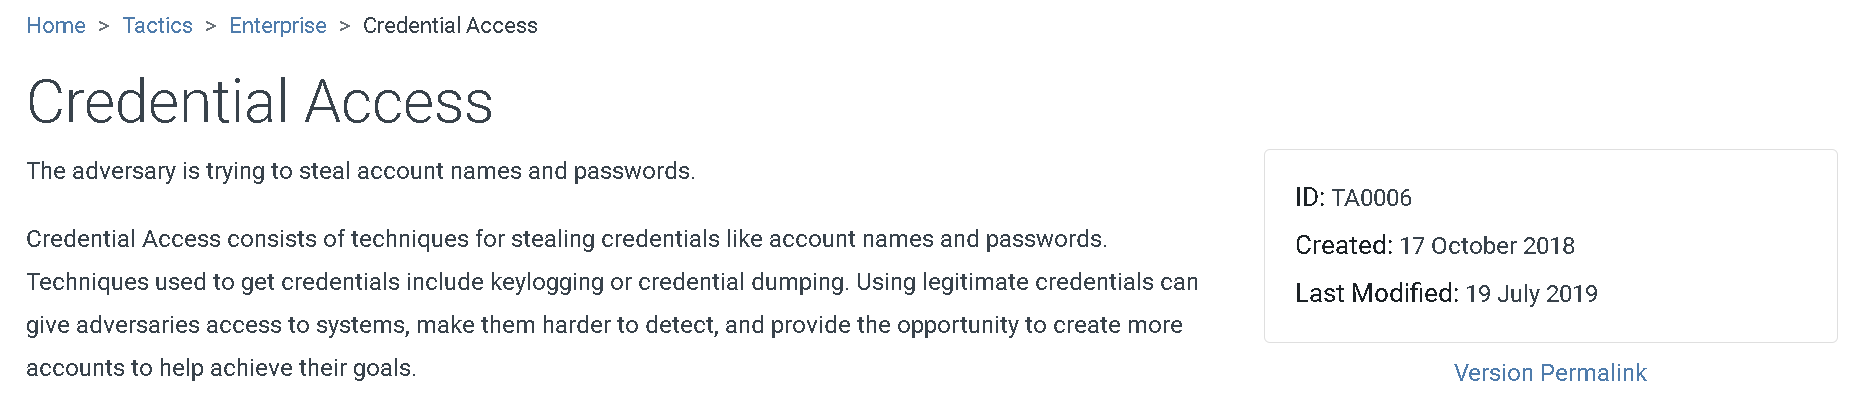 Home > Tactics > Enterprise > Credential Access
Credential Access
The adversary is trying to steal account names and passwords.
Credential Access consists of techniques for stealing credentials like account names and passwords.
Techniques used to get credentials include keylogging or credential dumping. Using legitimate credentials can
give adversaries access to systems, make them harder to detect, and provide the opportunity to create more
accounts to help achieve their goals.
ID: TA0006
Created: 17 October 2018
Last Modified: 19 July 2019
Version Permalink